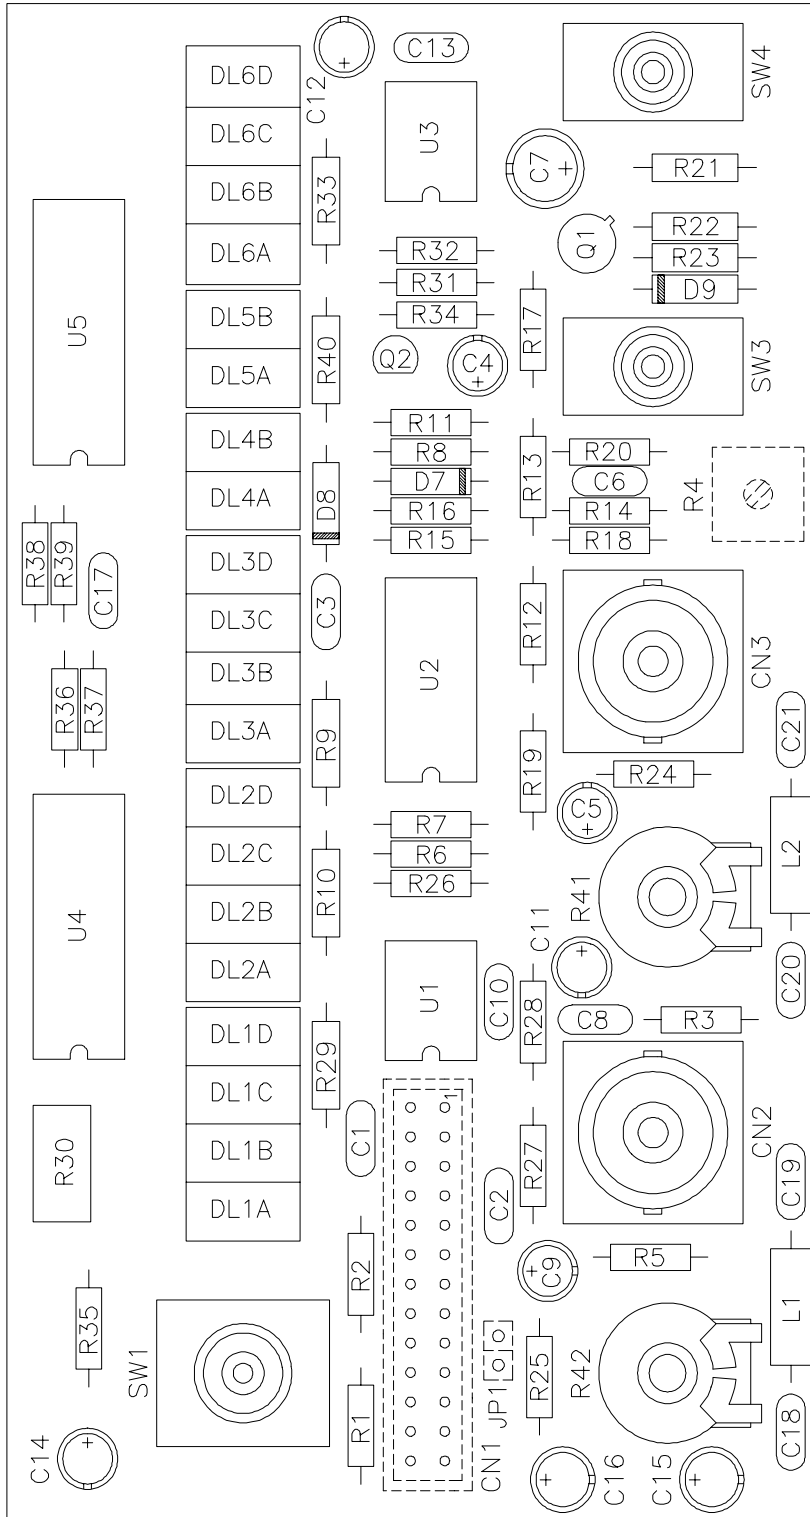 C13
SW4
DL6D
C12
DL6C
U3
C7
R21
DL6B
R33
R22
Q1
DL6A
R32
R23
R31
D9
DL5B
R34
R17
U5
R40
Q2
C4
SW3
DL5A
R11
DL4B
R8
R13
R20
D7
C6
R4
DL4A
D8
R16
R14
R15
R18
R38
R39
DL3D
C17
C3
R12
DL3C
U2
CN3
DL3B
R36
R37
R9
C21
DL3A
R19
R24
DL2D
C5
R7
L2
DL2C
R6
R10
R26
R41
U4
DL2B
C11
DL2A
C20
U1
C10
R28
C8
R3
DL1D
R29
DL1C
1
CN2
C1
R30
DL1B
R27
C19
C2
DL1A
R5
R2
C9
L1
R35
SW1
R25
R42
JP1
R1
C18
C14
CN1
C16
C15